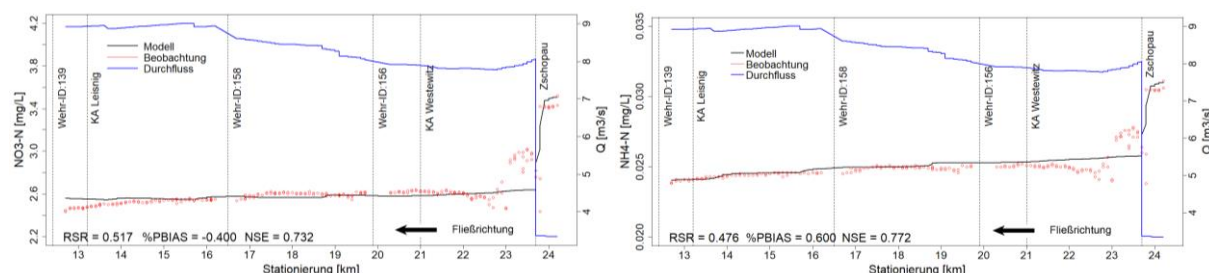 NO3-N [mg/L]
4.2
3.8
3.4
3.0
2.6
2.2
Modell
Beobachtung
Durchfluss
Wehr-ID:139
KA Leisnig
Wehr-ID:158
Wehr-ID:156
KA Westewitz
Zschopau
Fließrichtung
RSR = 0.517 %PBIAS = -0.400 NSE = 0.732
13 14 15 16 17 18 19 20 21 22 23 24
Stationierung [km]
9
8
7
6
5
4
Q [m3/s]
NH4-N [mg/L]
0.035
0.030
0.025
0.020
Modell
Beobachtung
Durchfluss
Wehr-ID:139
KA Leisnig
Wehr-ID:158
Wehr-ID:156
KA Westewitz
Zschopau
Fließrichtung
RSR = 0.476 %PBIAS = 0.600 NSE = 0.772
13 14 15 16 17 18 19 20 21 22 23 24
Stationierung [km]
9
8
7
6
5
4
Q [m3/s]